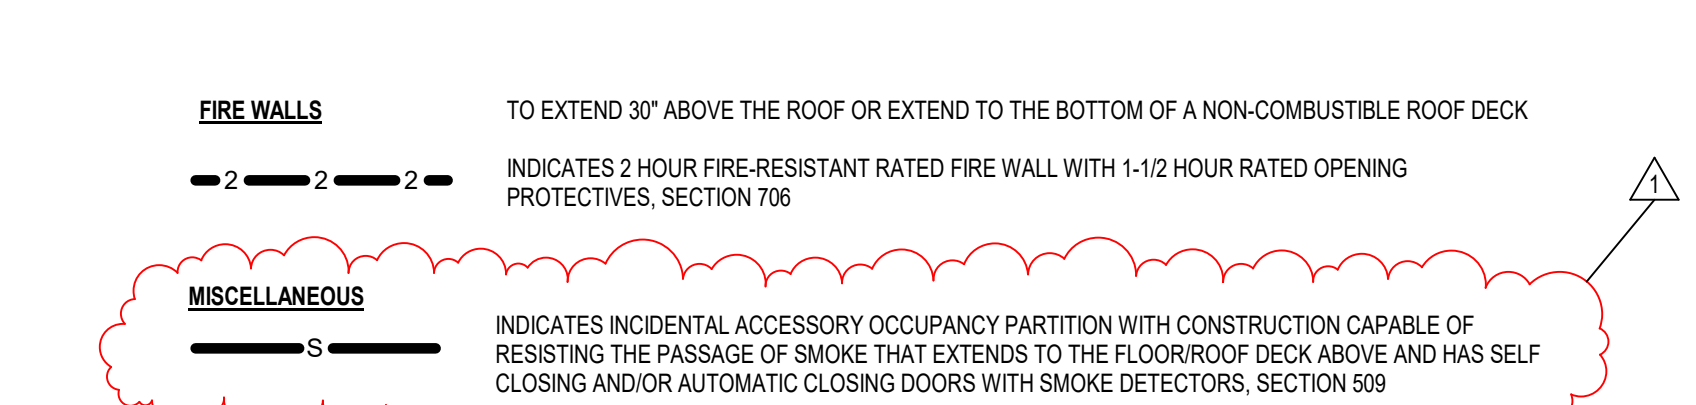 FIRE WALLS TO EXTEND 30" ABOVE THE ROOF OR EXTEND TO THE BOTTOM OF A NON-COMBUSTIBLE ROOF DECK
2 2 2
INDICATES 2 HOUR FIRE-RESISTANT RATED FIRE WALL WITH 1-1/2 HOUR RATED OPENING
PROTECTIVES, SECTION 706
1
MISCELLANEOUS
S
INDICATES INCIDENTAL ACCESSORY OCCUPANCY PARTITION WITH CONSTRUCTION CAPABLE OF
RESISTING THE PASSAGE OF SMOKE THAT EXTENDS TO THE FLOOR/ROOF DECK ABOVE AND HAS SELF
CLOSING AND/OR AUTOMATIC CLOSING DOORS WITH SMOKE DETECTORS, SECTION 509